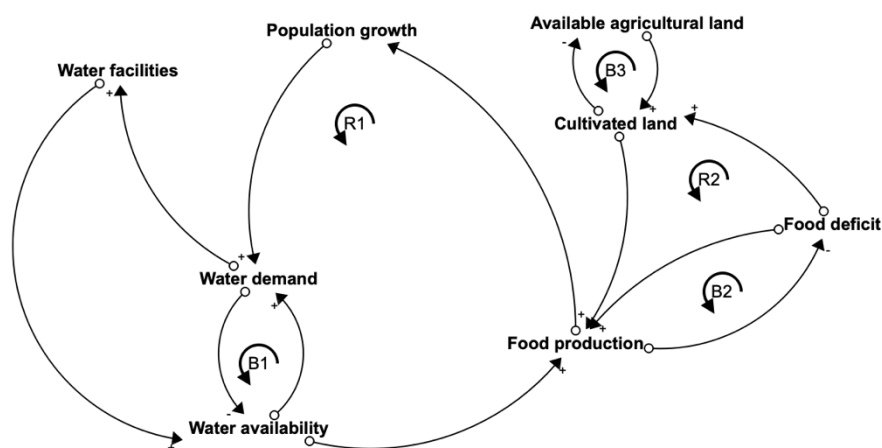 Available agricultural land
Population growth
-
B3
Water facilities
+
+
+
Cultivated land
R1
R2
Food deficit
-
+
Water demand
+
B2
+
+
Food production
+
B1
-
Water availability
+